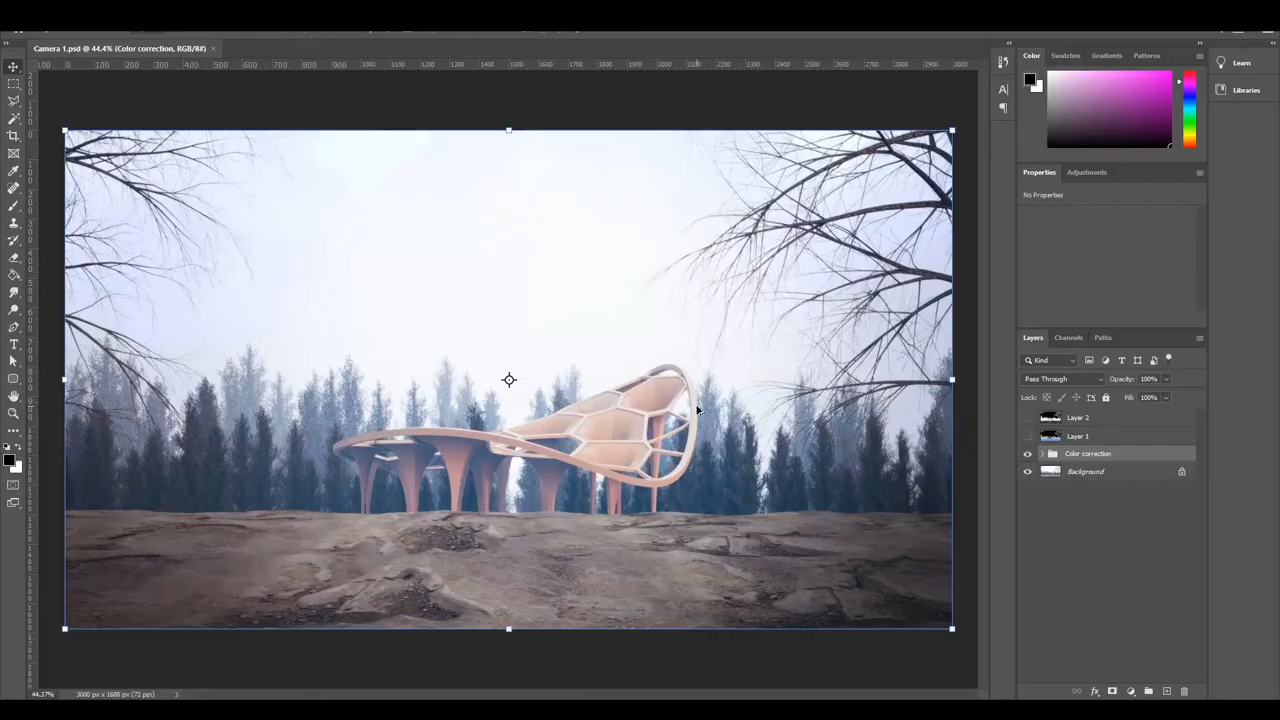 Camera 1.psd @ 44.4% (Color correction, RGB/8#) ×
100 0 100 200 300 400 500 600 700 800 900 1000 1100 1200 1300 1400 1500 1600 1700 1800 1900 2000 2100 2200 2300 2400 2500 2600 2700 2800 2900 3000
Color Swatches Gradients Patterns
Learn
Libraries
Properties Adjustments
No Properties
Layers Channels Paths
Kind
Pass Through Opacity: 100%
Lock: Fill: 100%
Layer 2
Layer 1
Color correction
Background
44.37% 3000 px x 1688 px (72 ppi)